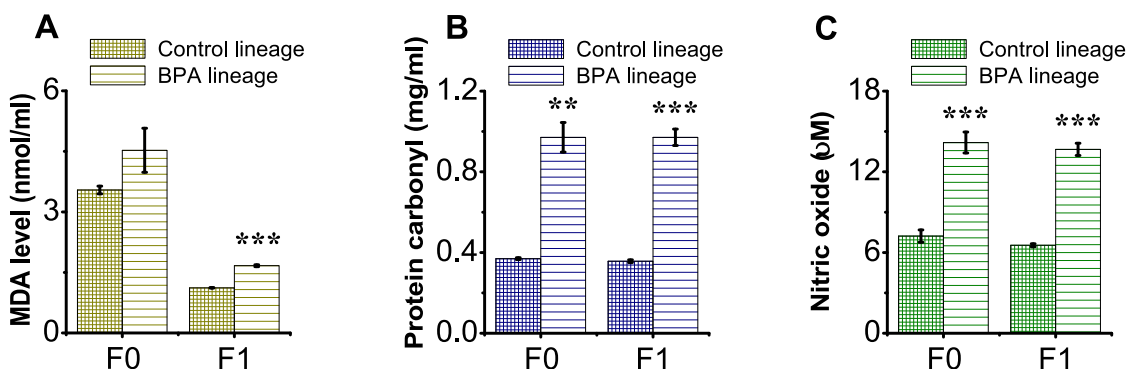 A
Control lineage
BPA lineage
MDA level (nmol/ml)
6
3
0
***
F0
F1
B
Control lineage
BPA lineage
Protein carbonyl (mg/ml)
1.2
0.8
0.4
0.0
**
***
F0
F1
C
Control lineage
BPA lineage
Nitric oxide (υM)
18
12
6
0
***
***
F0
F1